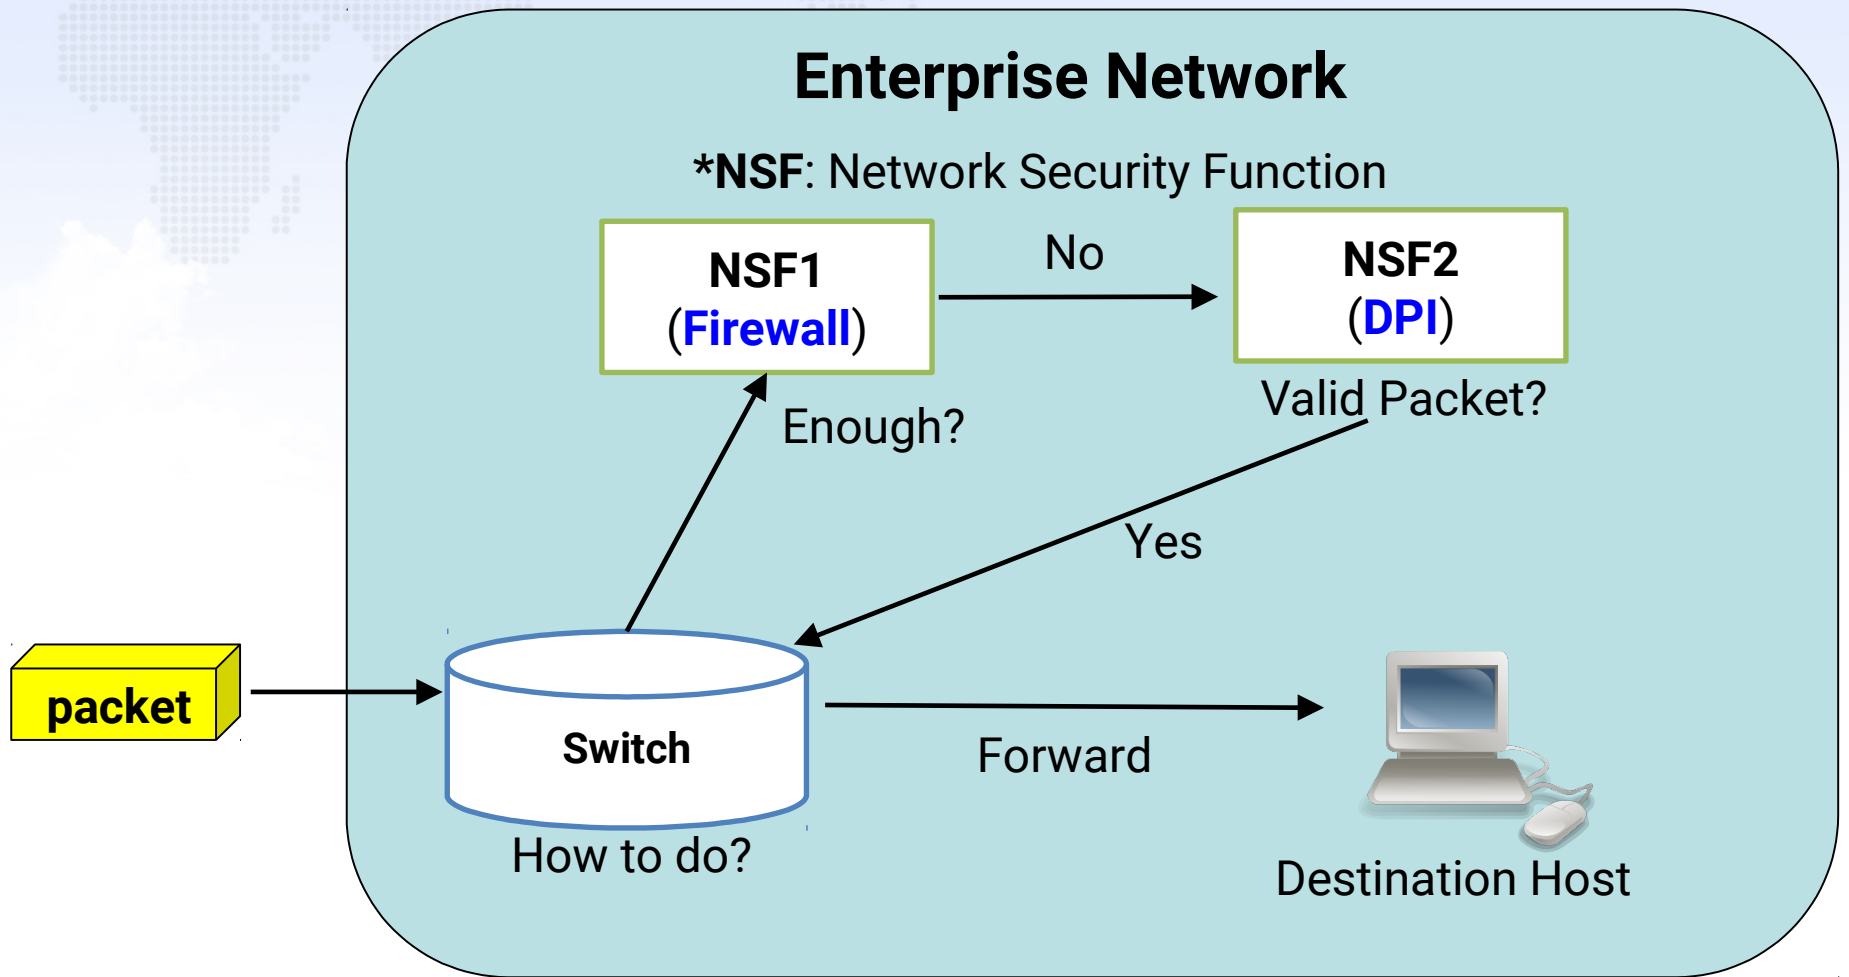 Enterprise Network
*NSF: Network Security Function
NSF1
(Firewall)
No
NSF2
(DPI)
Enough?
Valid Packet?
Yes
packet
Switch
Forward
How to do?
Destination Host